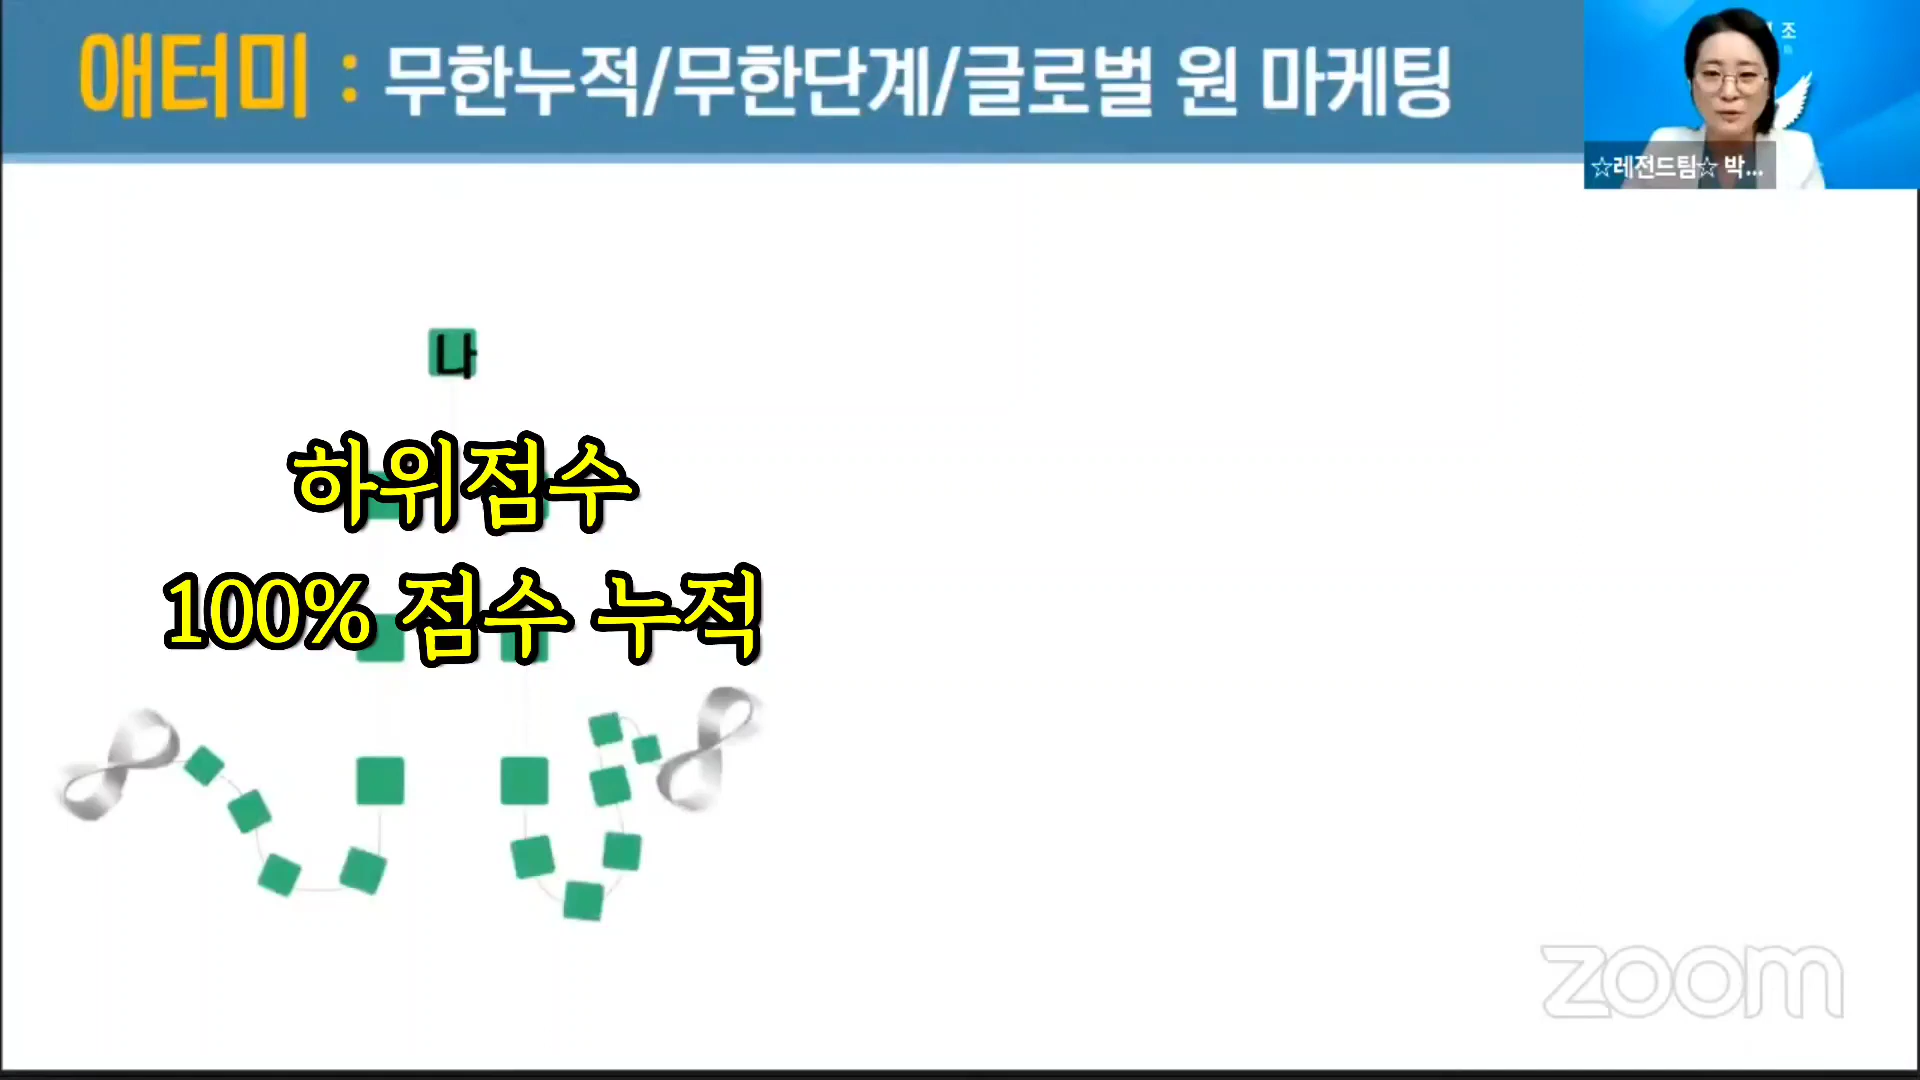 애터미 : 무한누적/무한단계/글로벌 원 마케팅
조
☆레전드팀☆ 박...
나
하위점수
100% 점수 누적
zoom